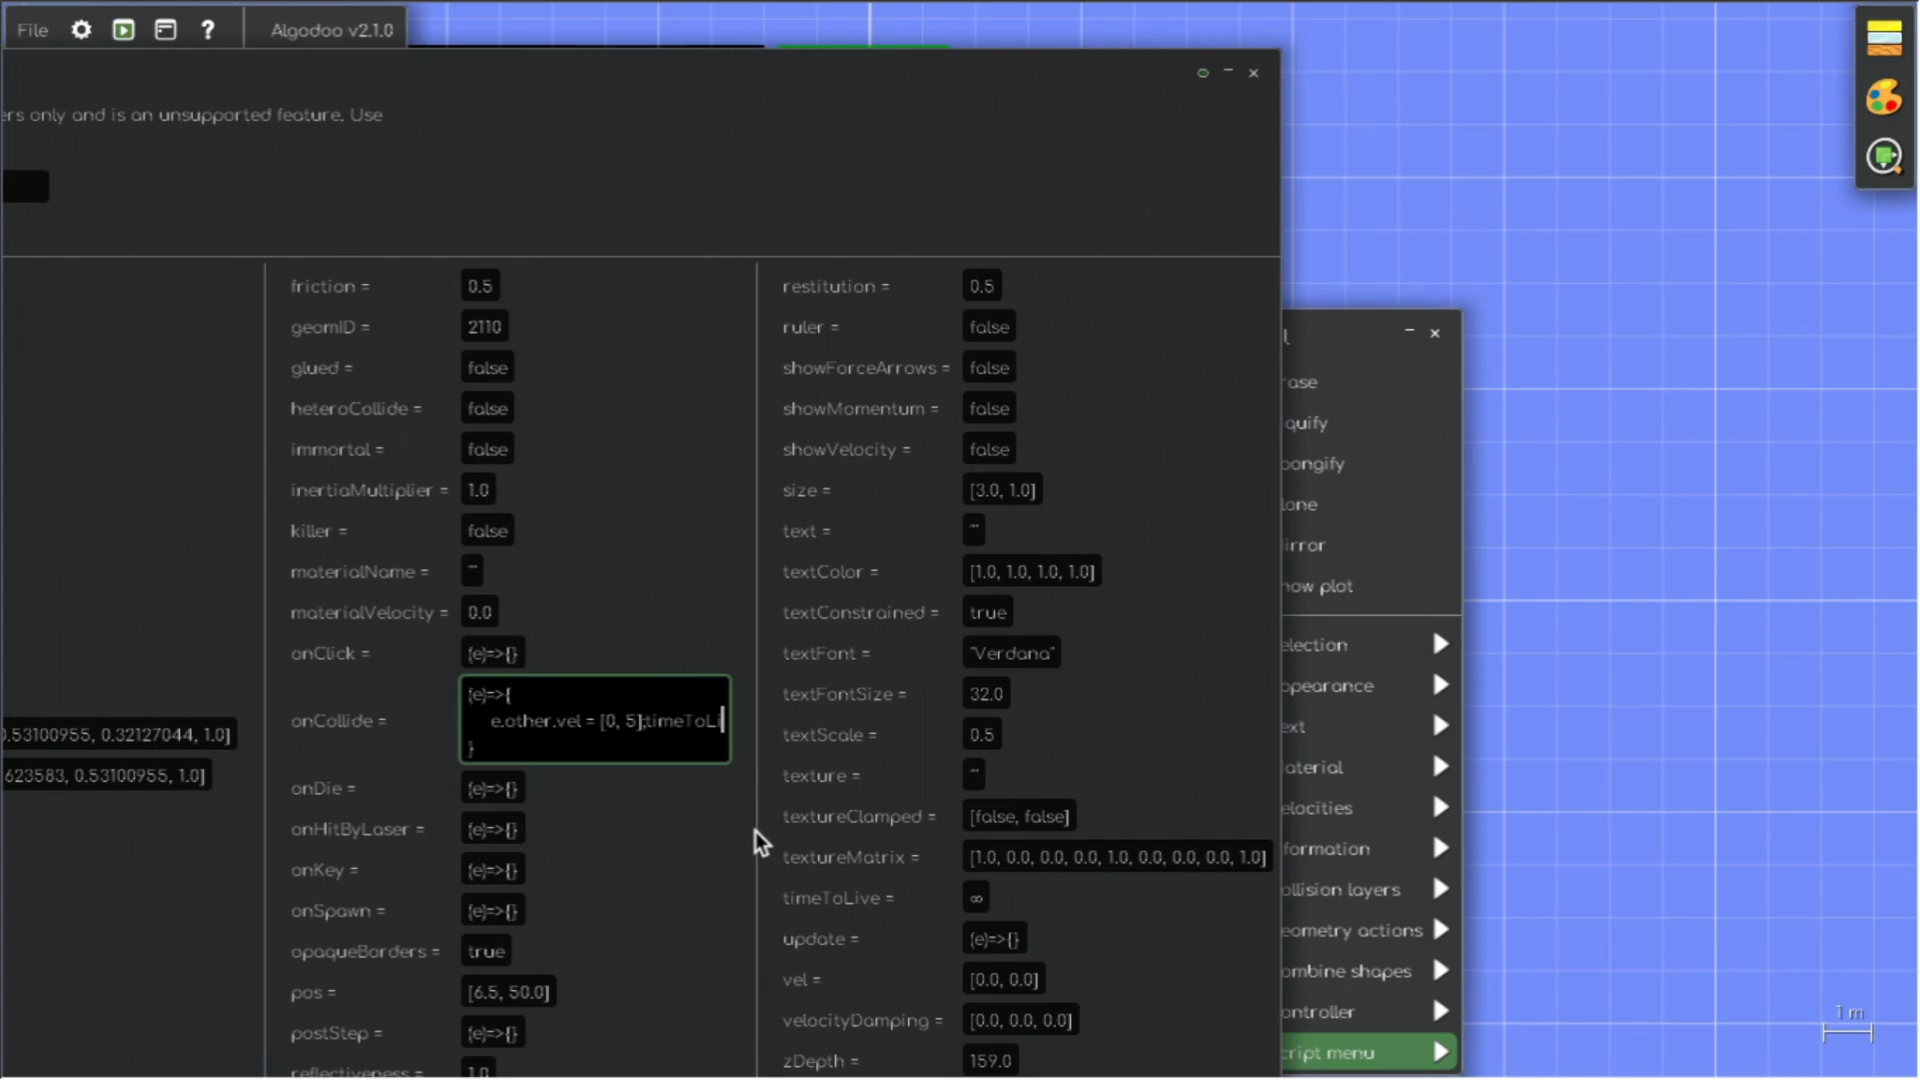 File ? Algodoo v2.1.0
ers only and is an unsupported feature. Use
0.53100955, 0.32127044, 1.0]
623583, 0.53100955, 1.0]
friction = 0.5
geomID = 2110
glued = false
heteroCollide = false
immortal = false
inertiaMultiplier = 1.0
killer = false
materialName = ""
materialVelocity = 0.0
onClick = (e)=>{}
onCollide = (e)=>{
e.other.vel = [0, 5];timeToLi
}
onDie = (e)=>{}
onHitByLaser = (e)=>{}
onKey = (e)=>{}
onSpawn = (e)=>{}
opaqueBorders = true
pos = [6.5, 50.0]
postStep = (e)=>{}
reflectiveness = 1.0
restitution = 0.5
ruler = false
showForceArrows = false
showMomentum = false
showVelocity = false
size = [3.0, 1.0]
text = ""
textColor = [1.0, 1.0, 1.0, 1.0]
textConstrained = true
textFont = "Verdana"
textFontSize = 32.0
textScale = 0.5
texture = ""
textureClamped = [false, false]
textureMatrix = [1.0, 0.0, 0.0, 0.0, 1.0, 0.0, 0.0, 0.0, 1.0]
timeToLive = ∞
update = (e)=>{}
vel = [0.0, 0.0]
velocityDamping = [0.0, 0.0, 0.0]
zDepth = 159.0
l
rase
quify
pongify
lone
irror
how plot
election
ppearance
ext
aterial
elocities
formation
ollision layers
eometry actions
ombine shapes
ontroller
cript menu
1 m